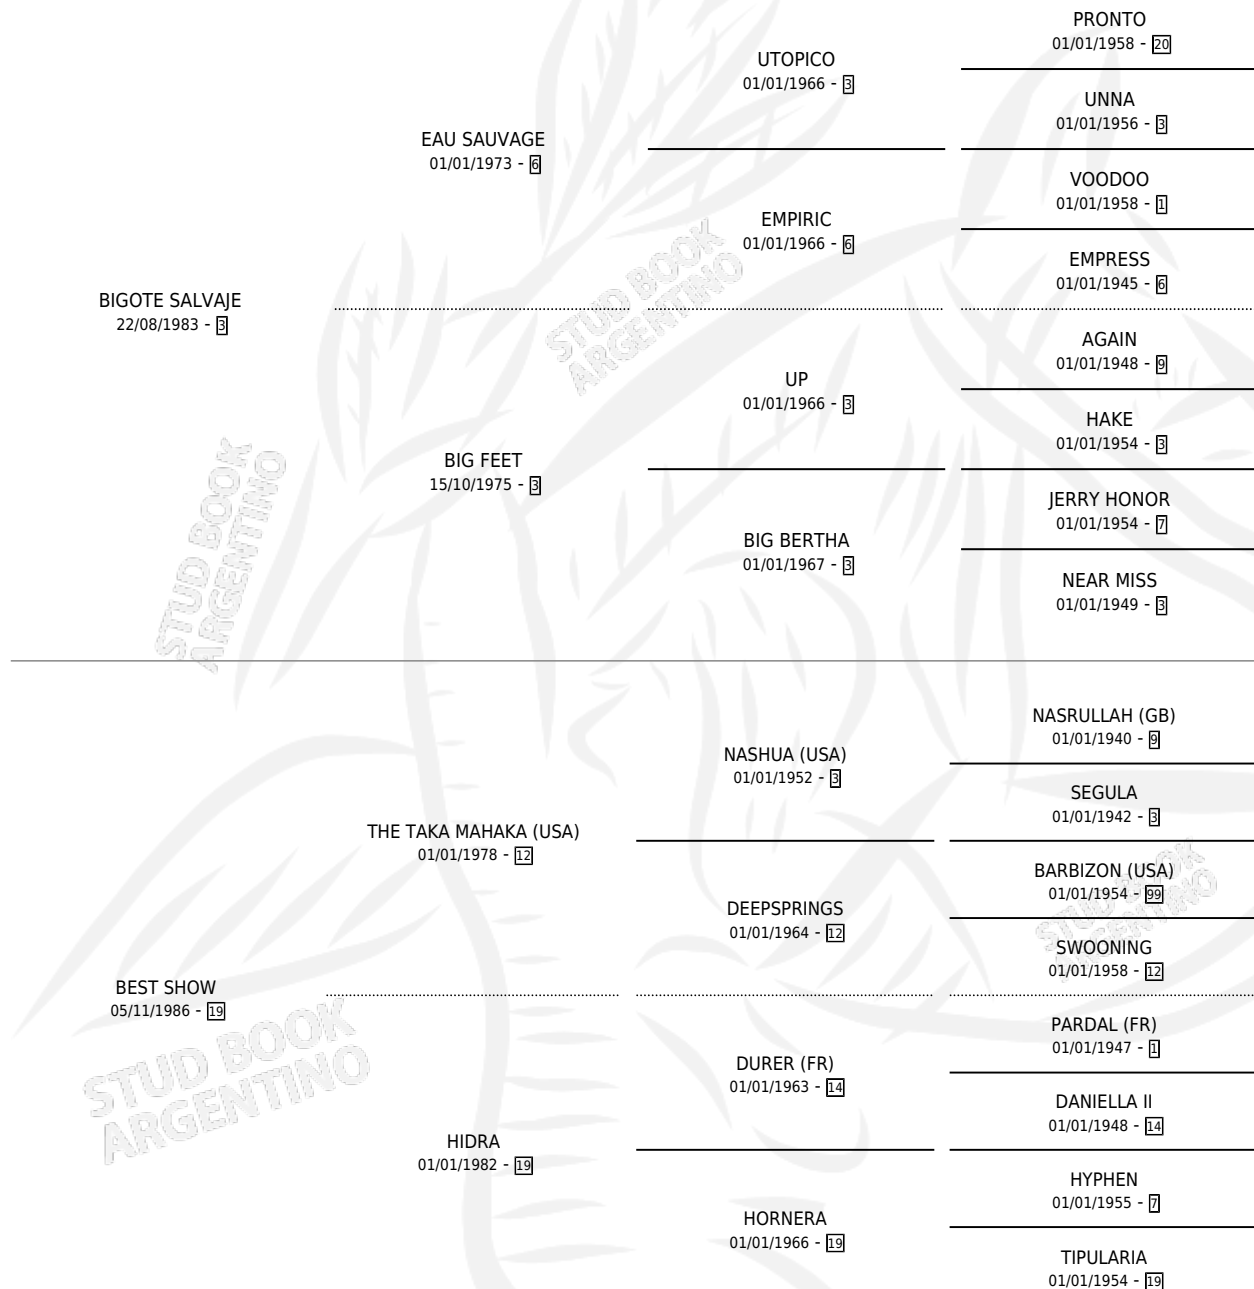 PRONTO
01/01/1958 - 20
UTOPICO
01/01/1966 - 3
UNNA
01/01/1956 - 3
EAU SAUVAGE
01/01/1973 - 6
VOODOO
01/01/1958 - 1
EMPIRIC
01/01/1966 - 6
EMPRESS
01/01/1945 - 6
BIGOTE SALVAJE
22/08/1983 - 3
AGAIN
01/01/1948 - 9
UP
01/01/1966 - 3
HAKE
01/01/1954 - 3
BIG FEET
15/10/1975 - 3
JERRY HONOR
01/01/1954 - 7
BIG BERTHA
01/01/1967 - 3
NEAR MISS
01/01/1949 - 3
STUD BOOK
ARGENTINO
STUD BOOK
ARGENTINO
NASRULLAH (GB)
01/01/1940 - 9
NASHUA (USA)
01/01/1952 - 3
SEGULA
01/01/1942 - 3
THE TAKA MAHAKA (USA)
01/01/1978 - 12
BARBIZON (USA)
01/01/1954 - 99
DEEPSPRINGS
01/01/1964 - 12
SWOONING
01/01/1958 - 12
BEST SHOW
05/11/1986 - 19
PARDAL (FR)
01/01/1947 - 1
DURER (FR)
01/01/1963 - 14
DANIELLA II
01/01/1948 - 14
HIDRA
01/01/1982 - 19
HYPHEN
01/01/1955 - 7
HORNERA
01/01/1966 - 19
TIPULARIA
01/01/1954 - 19
STUD BOOK
ARGENTINO
STUD BOOK
ARGENTINO